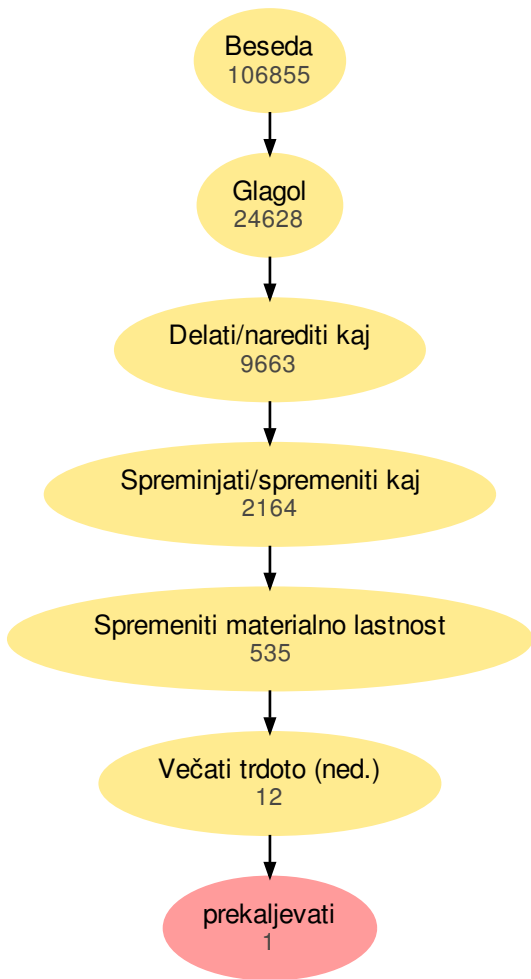 Beseda
106855
Glagol
24628
Delati/narediti kaj
9663
Spreminjati/spremeniti kaj
2164
Spremeniti materialno lastnost
535
Večati trdoto (ned.)
12
prekaljevati
1